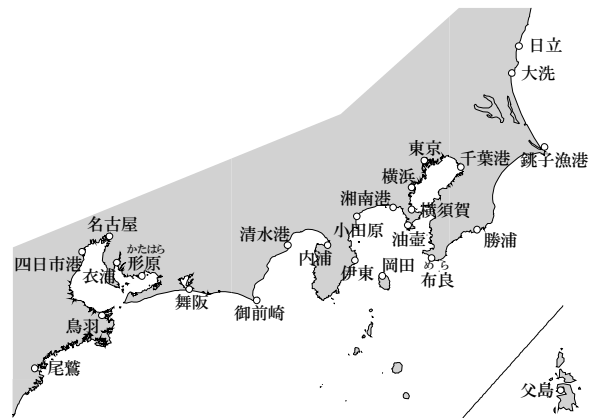 日立
大洗
東京
千葉港
銚子漁港
横浜
湘南港
横須賀
名古屋
清水港
小田原
油壺
勝浦
かたはら
四日市港
衣浦
形原
内浦
伊東
岡田
めら
布良
舞阪
御前崎
鳥羽
尾鷲
父島